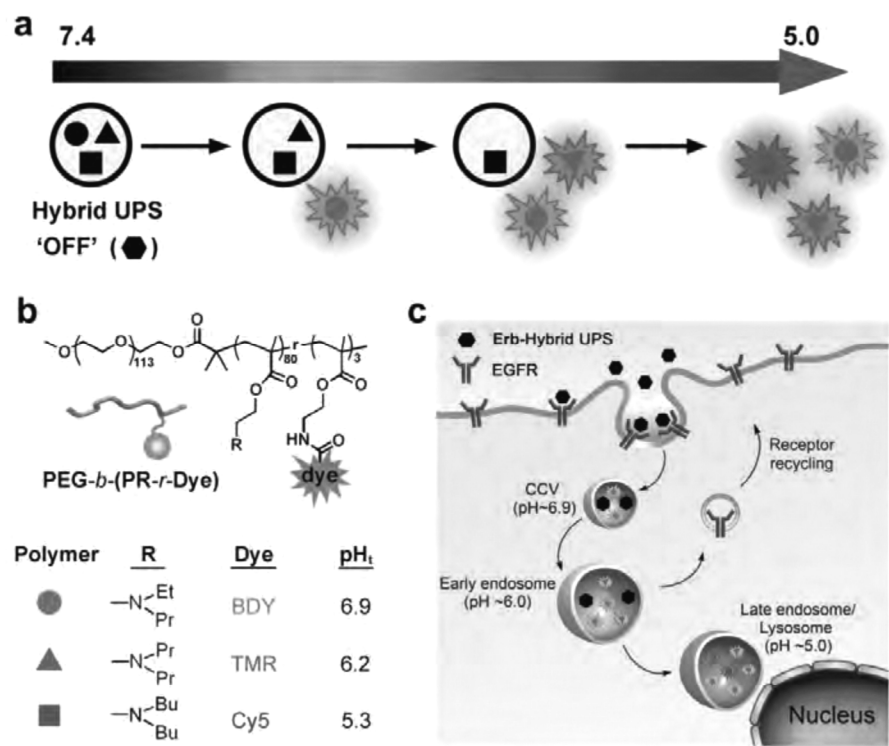 a
7.4 5.0
Hybrid UPS
'OFF' ( )
b
O O 113 O O 80 r 3
O O O O
R HN O
dye
PEG-b-(PR-r-Dye)
Polymer R Dye pHt
N Et Pr BDY 6.9
N Pr Pr TMR 6.2
N Bu Bu Cy5 5.3
c
Erb-Hybrid UPS
EGFR
Receptor
recycling
CCV
(pH~6.9)
Early endosome
(pH ~6.0)
Late endosome/
Lysosome
(pH ~5.0)
Nucleus